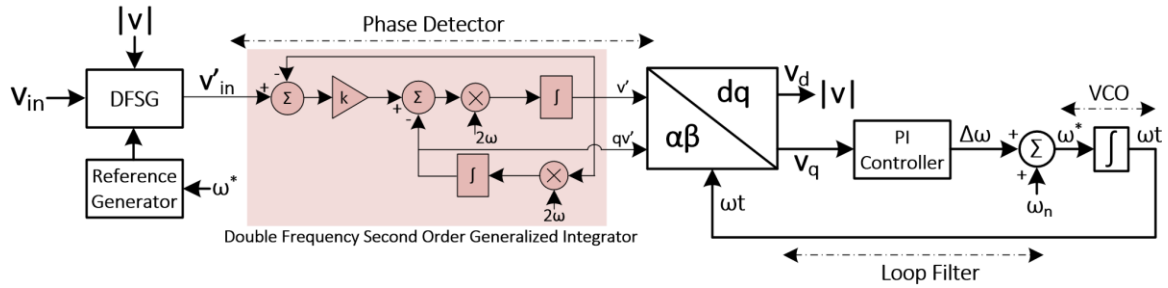 |v|
Phase Detector
V_in
DFSG
v'_in
+
-
Σ
k
+
-
Σ
×
2ω
∫
v'
qv'
∫
×
2ω
dq
αβ
V_d
|v|
V_q
PI
Controller
Δω
+
Σ
+
ω_n
VCO
ω*
∫
ωt
Reference
Generator
ω*
ωt
Double Frequency Second Order Generalized Integrator
Loop Filter